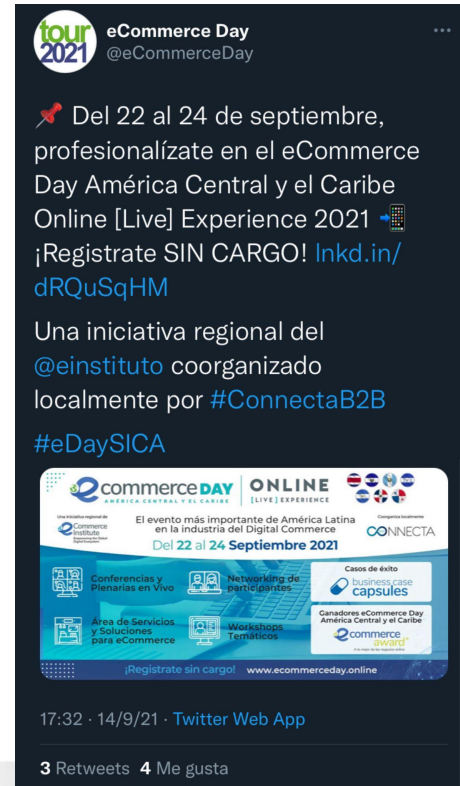 tour
2021
eCommerce Day
@eCommerceDay
📌 Del 22 al 24 de septiembre,
profesionalízate en el eCommerce
Day América Central y el Caribe
Online [Live] Experience 2021 📲
¡Registrate SIN CARGO! lnkd.in/
dRQuSqHM
Una iniciativa regional del
@einstituto coorganizado
localmente por #ConnectaB2B
#eDaySICA
ecommerce DAY
AMÉRICA CENTRAL Y EL CARIBE
ONLINE
[LIVE] EXPERIENCE
Una iniciativa regional de
eCommerce
Institute
Coorganiza localmente
CONNECTA
El evento más importante de América Latina
en la industria del Digital Commerce
Del 22 al 24 Septiembre 2021
Conferencias y
Plenarias en Vivo
Networking de
participantes
Área de Servicios
y Soluciones
para eCommerce
Workshops
Temáticos
Casos de éxito
business case
capsules
Ganadores eCommerce Day
América Central y el Caribe
ecommerce
award
¡Registrate sin cargo! www.ecommerceday.online
17:32 · 14/9/21 · Twitter Web App
3 Retweets 4 Me gusta